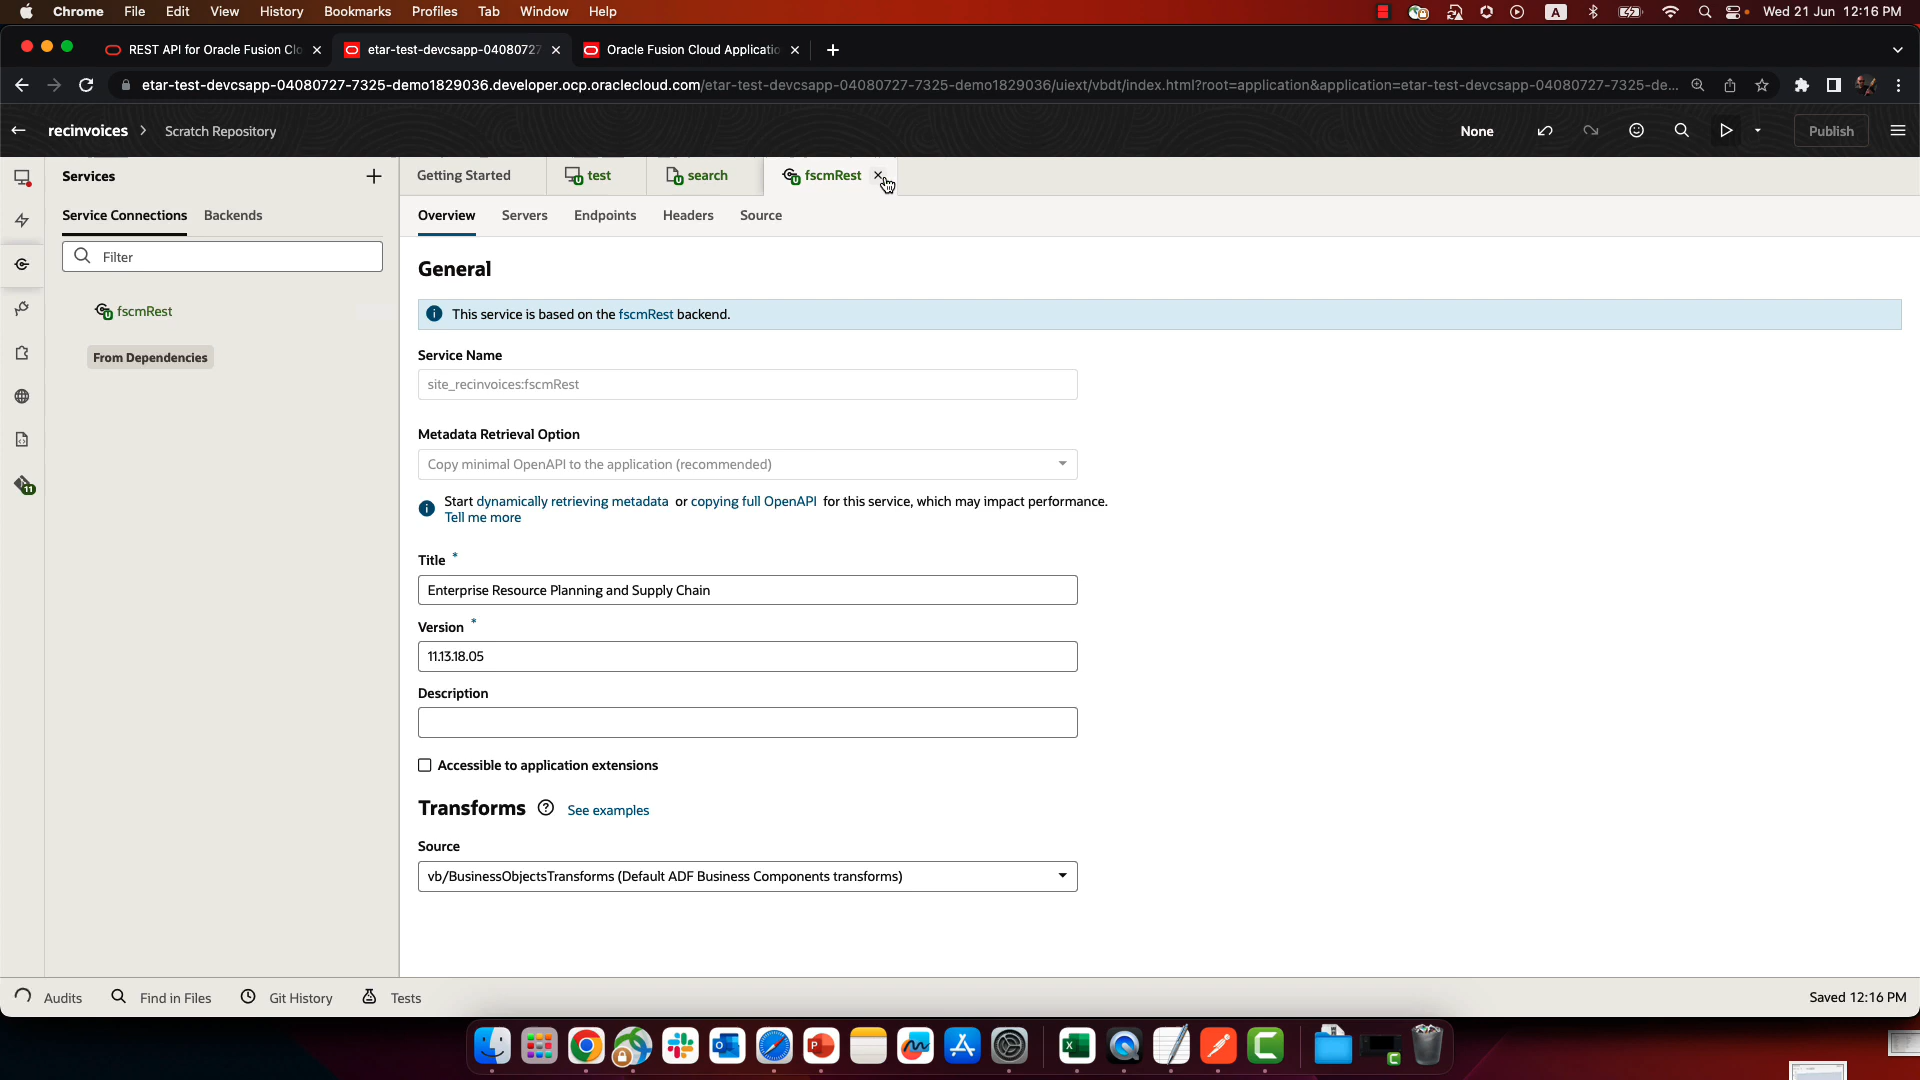 Chrome File Edit View History Bookmarks Profiles Tab Window Help A Wed 21 Jun 12:16 PM
REST API for Oracle Fusion Clo etar-test-devcsapp-04080727 Oracle Fusion Cloud Applicatio
etar-test-devcsapp-04080727-7325-demo1829036.developer.ocp.oraclecloud.com/etar-test-devcsapp-04080727-7325-demo1829036/uiext/vbdt/index.html?root=application&application=etar-test-devcsapp-04080727-7325-de...
recinvoices > Scratch Repository None Publish
Services Getting Started test search fscmRest
Service Connections Backends Overview Servers Endpoints Headers Source
Filter
General
fscmRest
This service is based on the fscmRest backend.
From Dependencies
Service Name
site_recinvoices:fscmRest
Metadata Retrieval Option
Copy minimal OpenAPI to the application (recommended)
11
Start dynamically retrieving metadata or copying full OpenAPI for this service, which may impact performance.
Tell me more
Title *
Enterprise Resource Planning and Supply Chain
Version *
11.13.18.05
Description
Accessible to application extensions
Transforms See examples
Source
vb/BusinessObjectsTransforms (Default ADF Business Components transforms)
Audits Find in Files Git History Tests Saved 12:16 PM